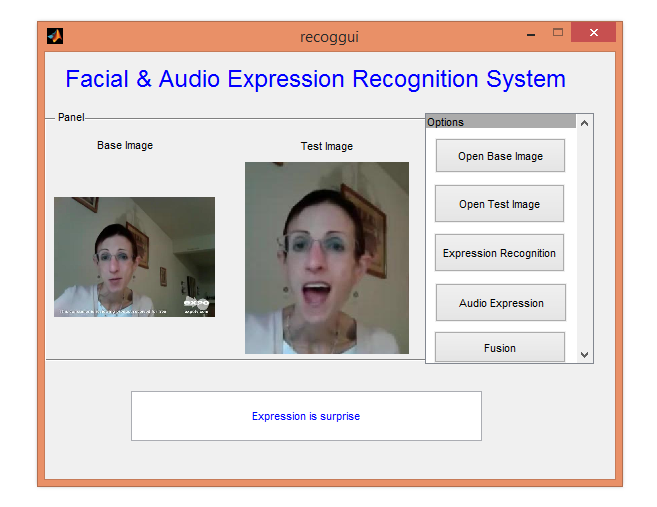 recoggui
Facial & Audio Expression Recognition System
Panel
Base Image
Test Image
Options
Open Base Image
Open Test Image
Expression Recognition
Audio Expression
Fusion
Expression is surprise